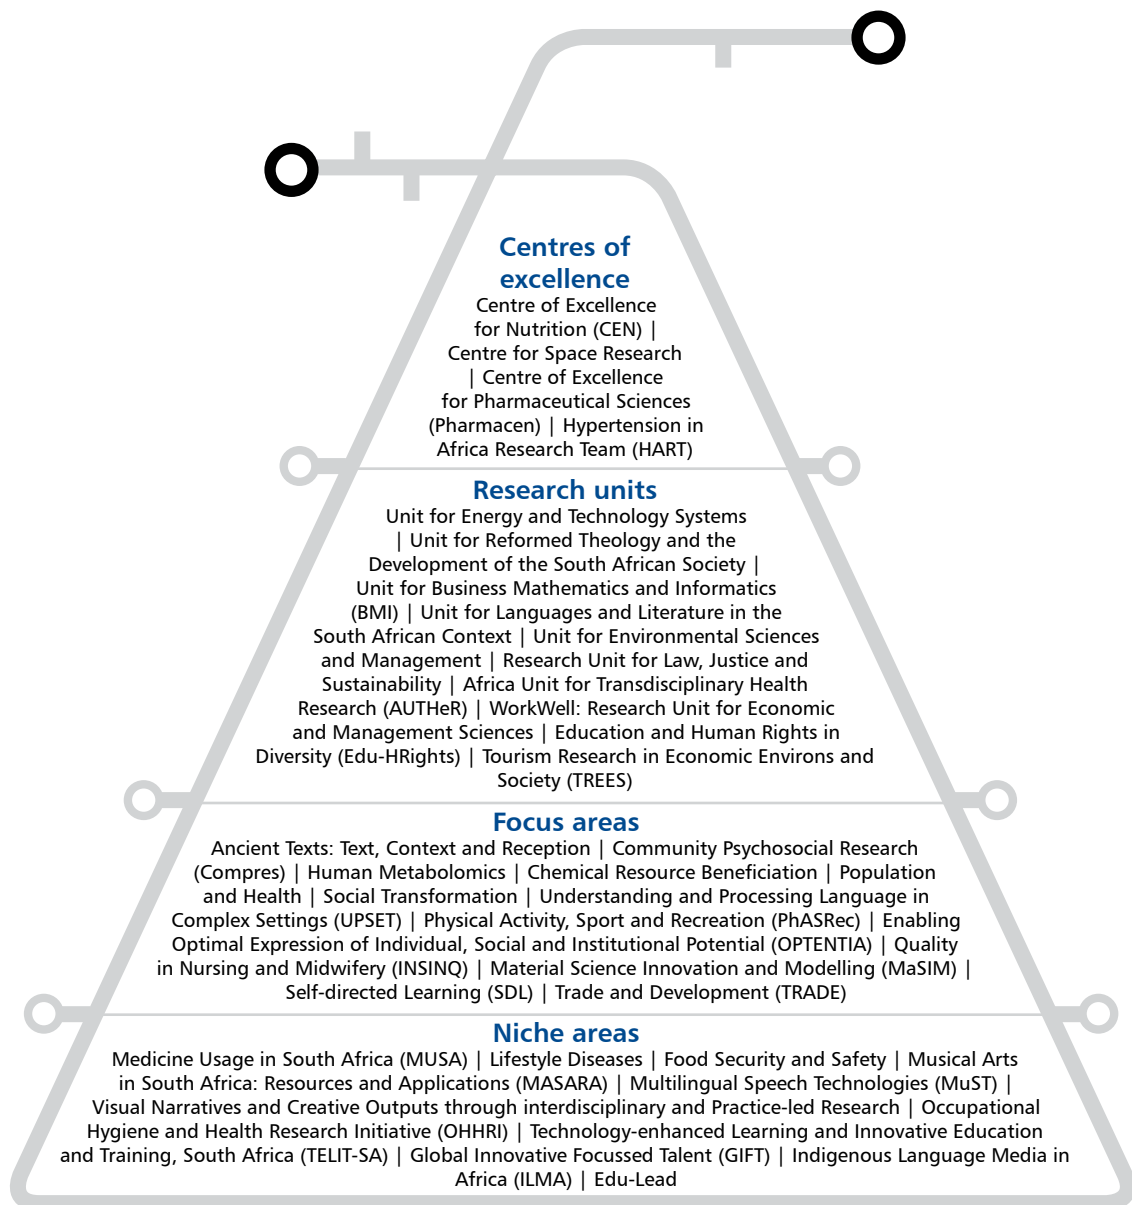 Centres of
excellence
Centre of Excellence
for Nutrition (CEN) |
Centre for Space Research
| Centre of Excellence
for Pharmaceutical Sciences
(Pharmacen) | Hypertension in
Africa Research Team (HART)
Research units
Unit for Energy and Technology Systems
| Unit for Reformed Theology and the
Development of the South African Society |
Unit for Business Mathematics and Informatics
(BMI) | Unit for Languages and Literature in the
South African Context | Unit for Environmental Sciences
and Management | Research Unit for Law, Justice and
Sustainability | Africa Unit for Transdisciplinary Health
Research (AUTHeR) | WorkWell: Research Unit for Economic
and Management Sciences | Education and Human Rights in
Diversity (Edu-HRights) | Tourism Research in Economic Environs and
Society (TREES)
Focus areas
Ancient Texts: Text, Context and Reception | Community Psychosocial Research
(Compres) | Human Metabolomics | Chemical Resource Beneficiation | Population
and Health | Social Transformation | Understanding and Processing Language in
Complex Settings (UPSET) | Physical Activity, Sport and Recreation (PhASRec) | Enabling
Optimal Expression of Individual, Social and Institutional Potential (OPTENTIA) | Quality
in Nursing and Midwifery (INSINQ) | Material Science Innovation and Modelling (MaSIM) |
Self-directed Learning (SDL) | Trade and Development (TRADE)
Niche areas
Medicine Usage in South Africa (MUSA) | Lifestyle Diseases | Food Security and Safety | Musical Arts
in South Africa: Resources and Applications (MASARA) | Multilingual Speech Technologies (MuST) |
Visual Narratives and Creative Outputs through interdisciplinary and Practice-led Research | Occupational
Hygiene and Health Research Initiative (OHHRI) | Technology-enhanced Learning and Innovative Education
and Training, South Africa (TELIT-SA) | Global Innovative Focussed Talent (GIFT) | Indigenous Language Media in
Africa (ILMA) | Edu-Lead